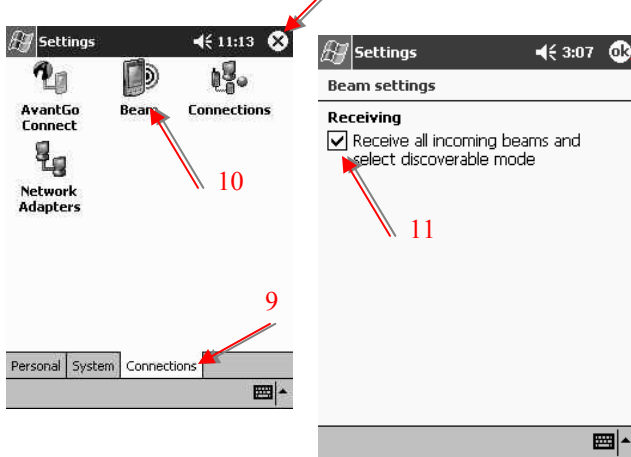 Settings 11:13
AvantGo
Connect
Beam
Connections
Network
Adapters
10
9
Personal System Connections
Settings 3:07 ok
Beam settings
Receiving
Receive all incoming beams and
select discoverable mode
11